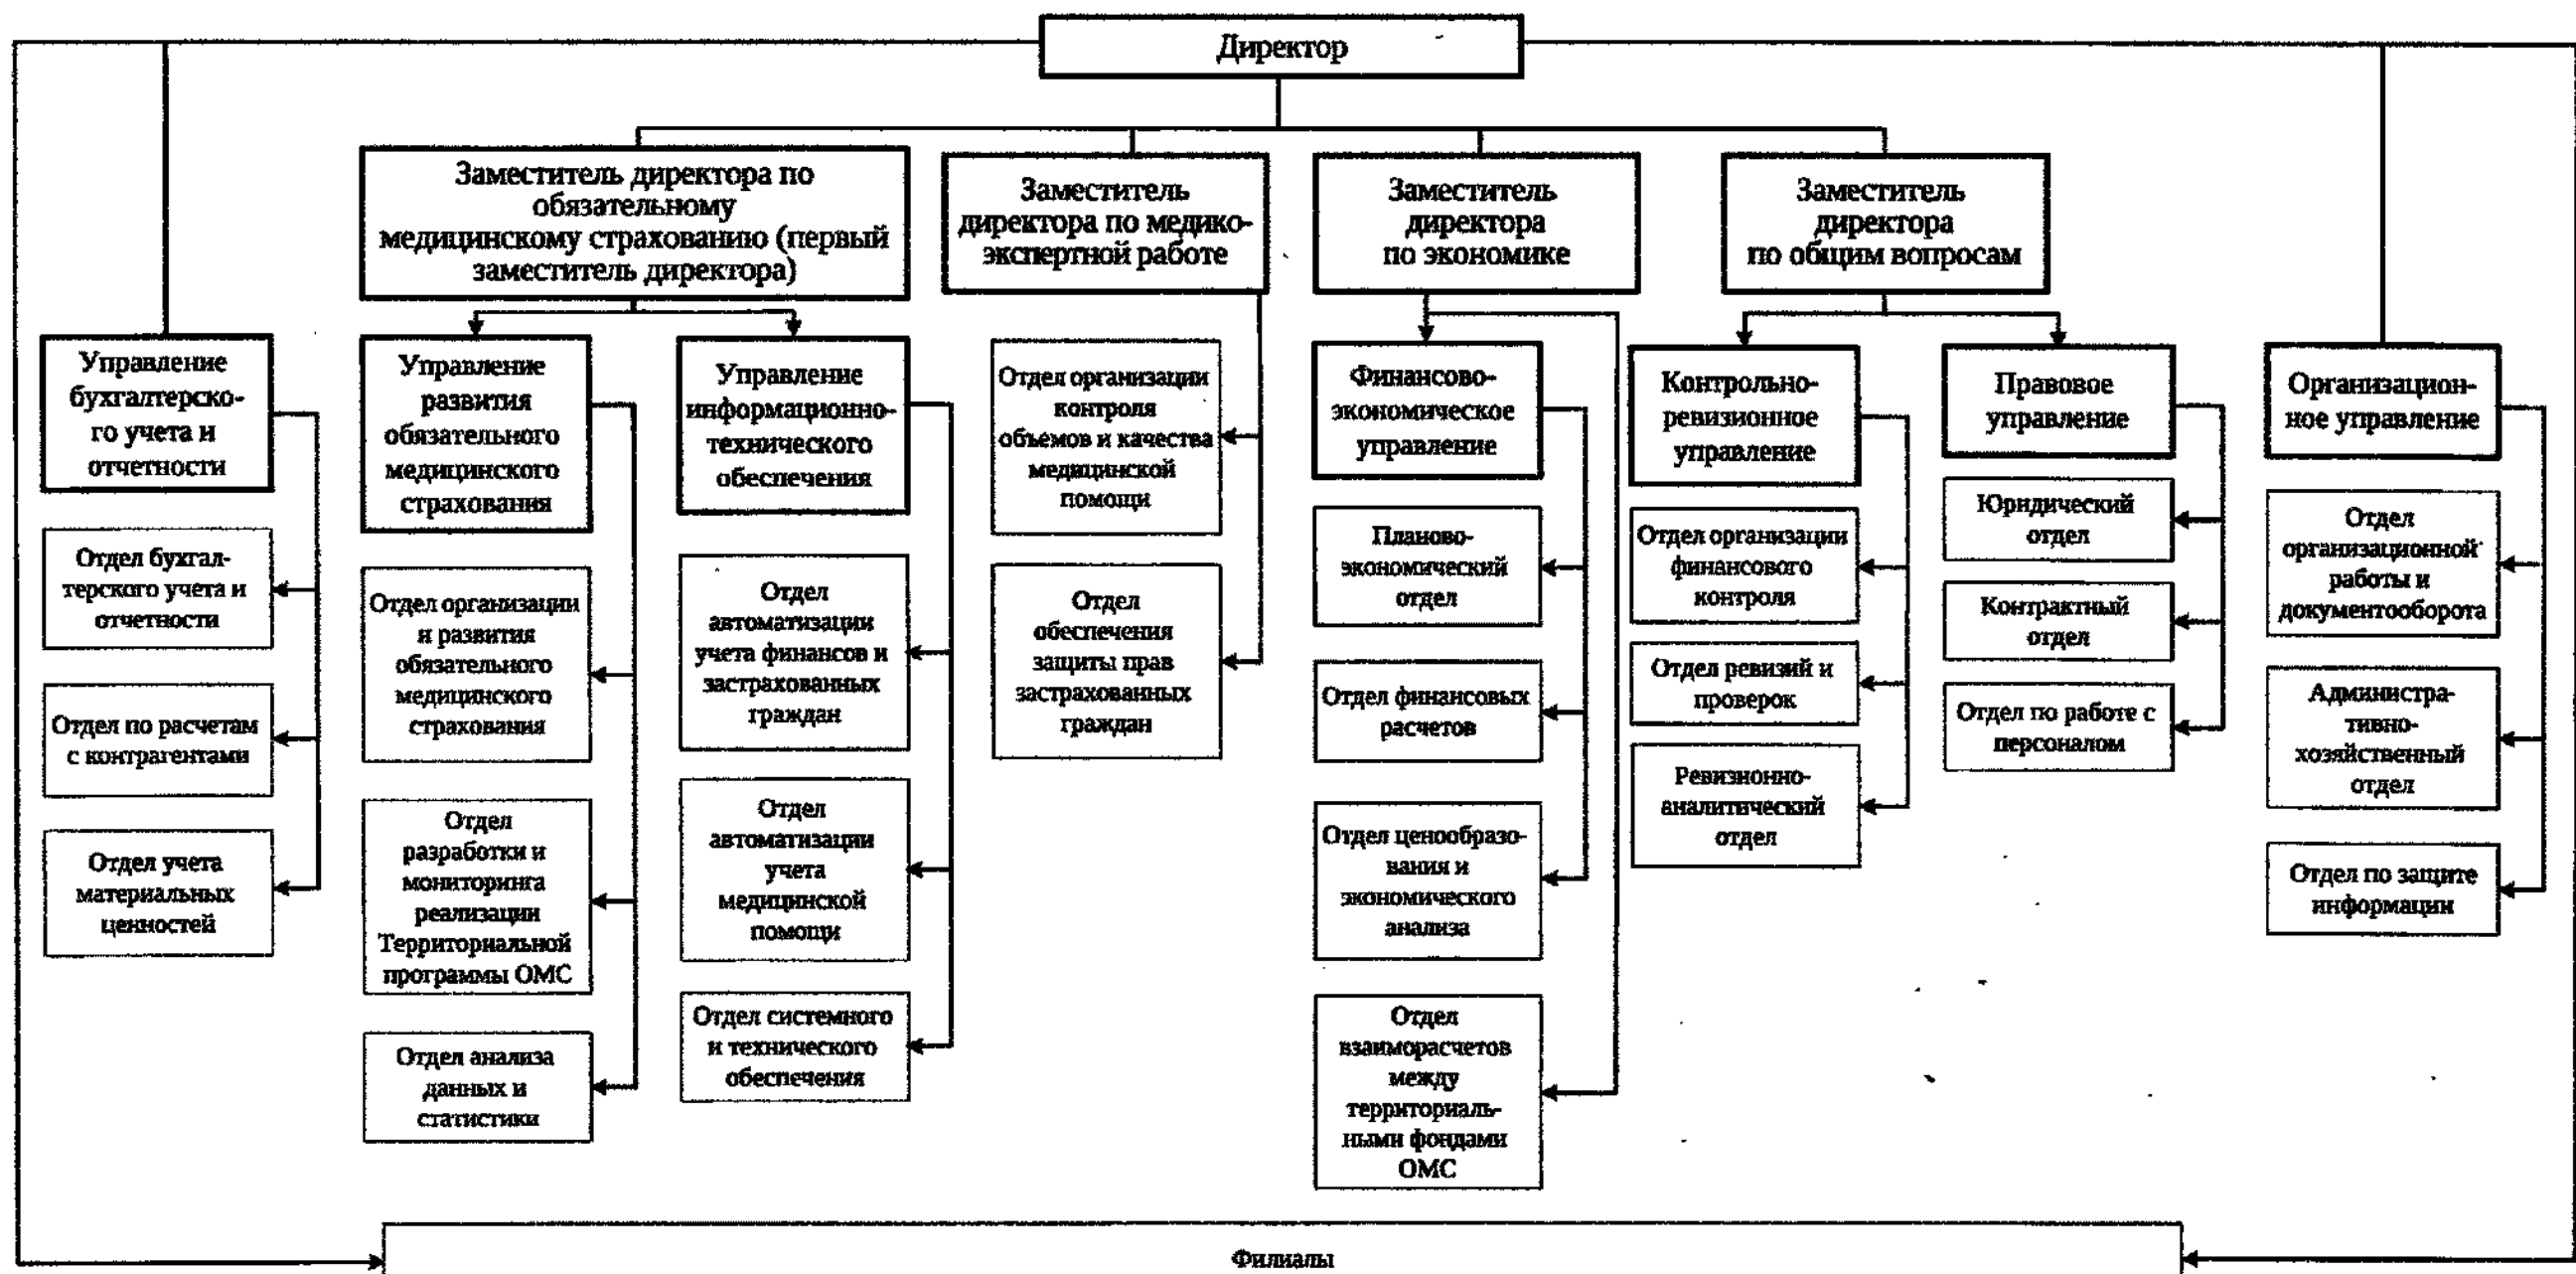 Директор
Заместитель директора по
обязательному
медицинскому страхованию (первый
заместитель директора)
Заместитель
директора по медико-
экспертной работе
Заместитель
директора
по экономике
Заместитель
директора
по общим вопросам
Управление
бухгалтерско-
го учета и
отчетности
Отдел бухгал-
терского учета и
отчетности
Отдел по расчетам
с контрагентами
Отдел учета
материальных
ценностей
Управление
развития
обязательного
медицинского
страхования
Отдел организации
и развития
обязательного
медицинского
страхования
Отдел
разработки и
мониторинга
реализации
Территориальной
программы ОМС
Отдел анализа
данных и
статистики
Управление
информационно-
технического
обеспечения
Отдел
автоматизации
учета финансов и
застрахованных
граждан
Отдел
автоматизации
учета
медицинской
помощи
Отдел системного
и технического
обеспечения
Отдел организации
контроля
объемов и качества
медицинской
помощи
Отдел
обеспечения
защиты прав
застрахованных
граждан
Финансово-
экономическое
управление
Планово-
экономический
отдел
Отдел финансовых
расчетов
Отдел ценообразо-
вания и
экономического
анализа
Отдел
взаиморасчетов
между
территориаль-
ными фондами
ОМС
Контрольно-
ревизионное
управление
Отдел организации
финансового
контроля
Отдел ревизий и
проверок
Ревизионно-
аналитический
отдел
Правовое
управление
Юридический
отдел
Контрактный
отдел
Отдел по работе с
персоналом
Организацион-
ное управление
Отдел
организационной
работы и
документооборота
Администра-
тивно-
хозяйственный
отдел
Отдел по защите
информации
Филиалы